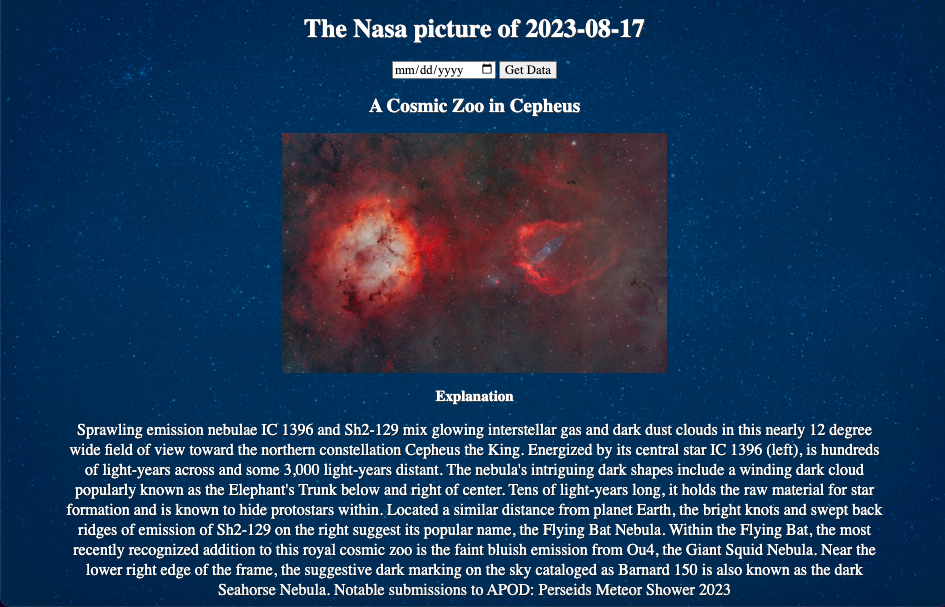 The Nasa picture of 2023-08-17
mm/dd/yyyy Get Data
A Cosmic Zoo in Cepheus
Explanation
Sprawling emission nebulae IC 1396 and Sh2-129 mix glowing interstellar gas and dark dust clouds in this nearly 12 degree
wide field of view toward the northern constellation Cepheus the King. Energized by its central star IC 1396 (left), is hundreds
of light-years across and some 3,000 light-years distant. The nebula's intriguing dark shapes include a winding dark cloud
popularly known as the Elephant's Trunk below and right of center. Tens of light-years long, it holds the raw material for star
formation and is known to hide protostars within. Located a similar distance from planet Earth, the bright knots and swept back
ridges of emission of Sh2-129 on the right suggest its popular name, the Flying Bat Nebula. Within the Flying Bat, the most
recently recognized addition to this royal cosmic zoo is the faint bluish emission from Ou4, the Giant Squid Nebula. Near the
lower right edge of the frame, the suggestive dark marking on the sky cataloged as Barnard 150 is also known as the dark
Seahorse Nebula. Notable submissions to APOD: Perseids Meteor Shower 2023